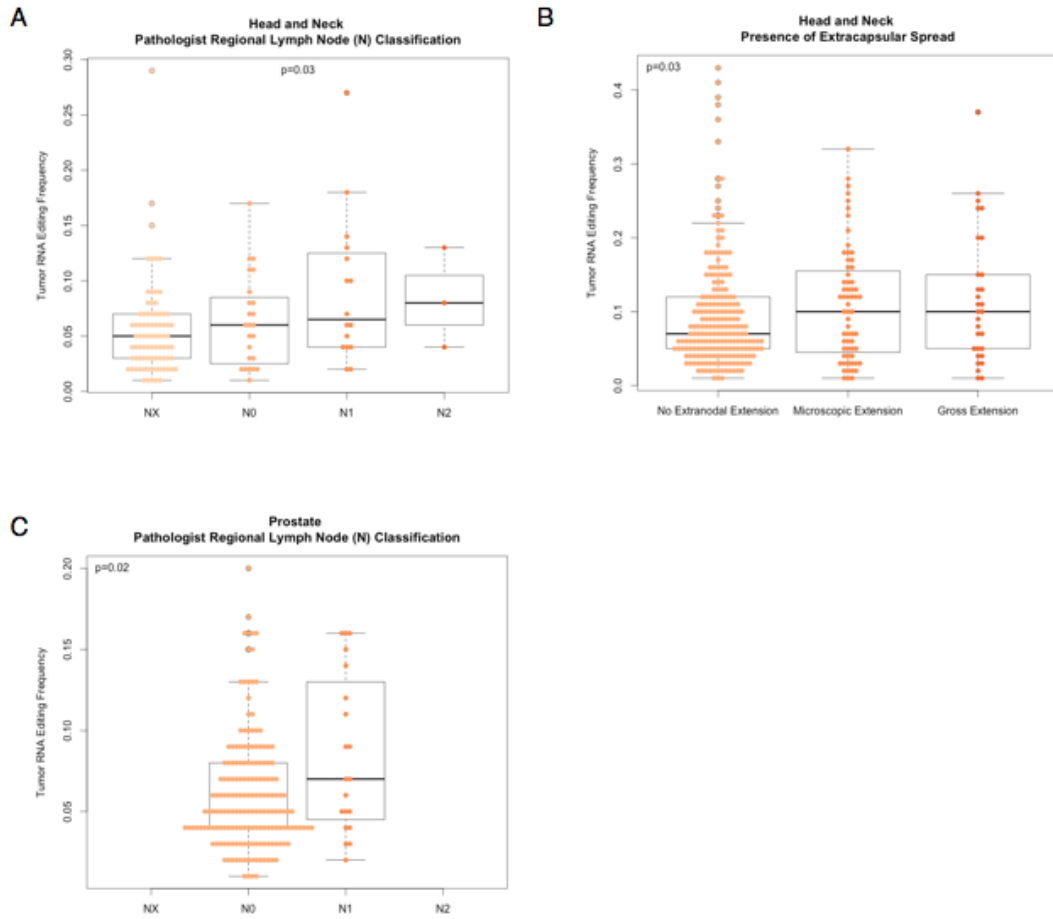 A
Head and Neck
Pathologist Regional Lymph Node (N) Classification
p=0.03
0.30
0.25
0.20
0.15
0.10
0.05
0.00
Tumor RNA Editing Frequency
NX N0 N1 N2
B
Head and Neck
Presence of Extracapsular Spread
p=0.03
0.4
0.3
0.2
0.1
0.0
Tumor RNA Editing Frequency
No Extranodal Extension Microscopic Extension Gross Extension
C
Prostate
Pathologist Regional Lymph Node (N) Classification
p=0.02
0.20
0.15
0.10
0.05
Tumor RNA Editing Frequency
NX N0 N1 N2